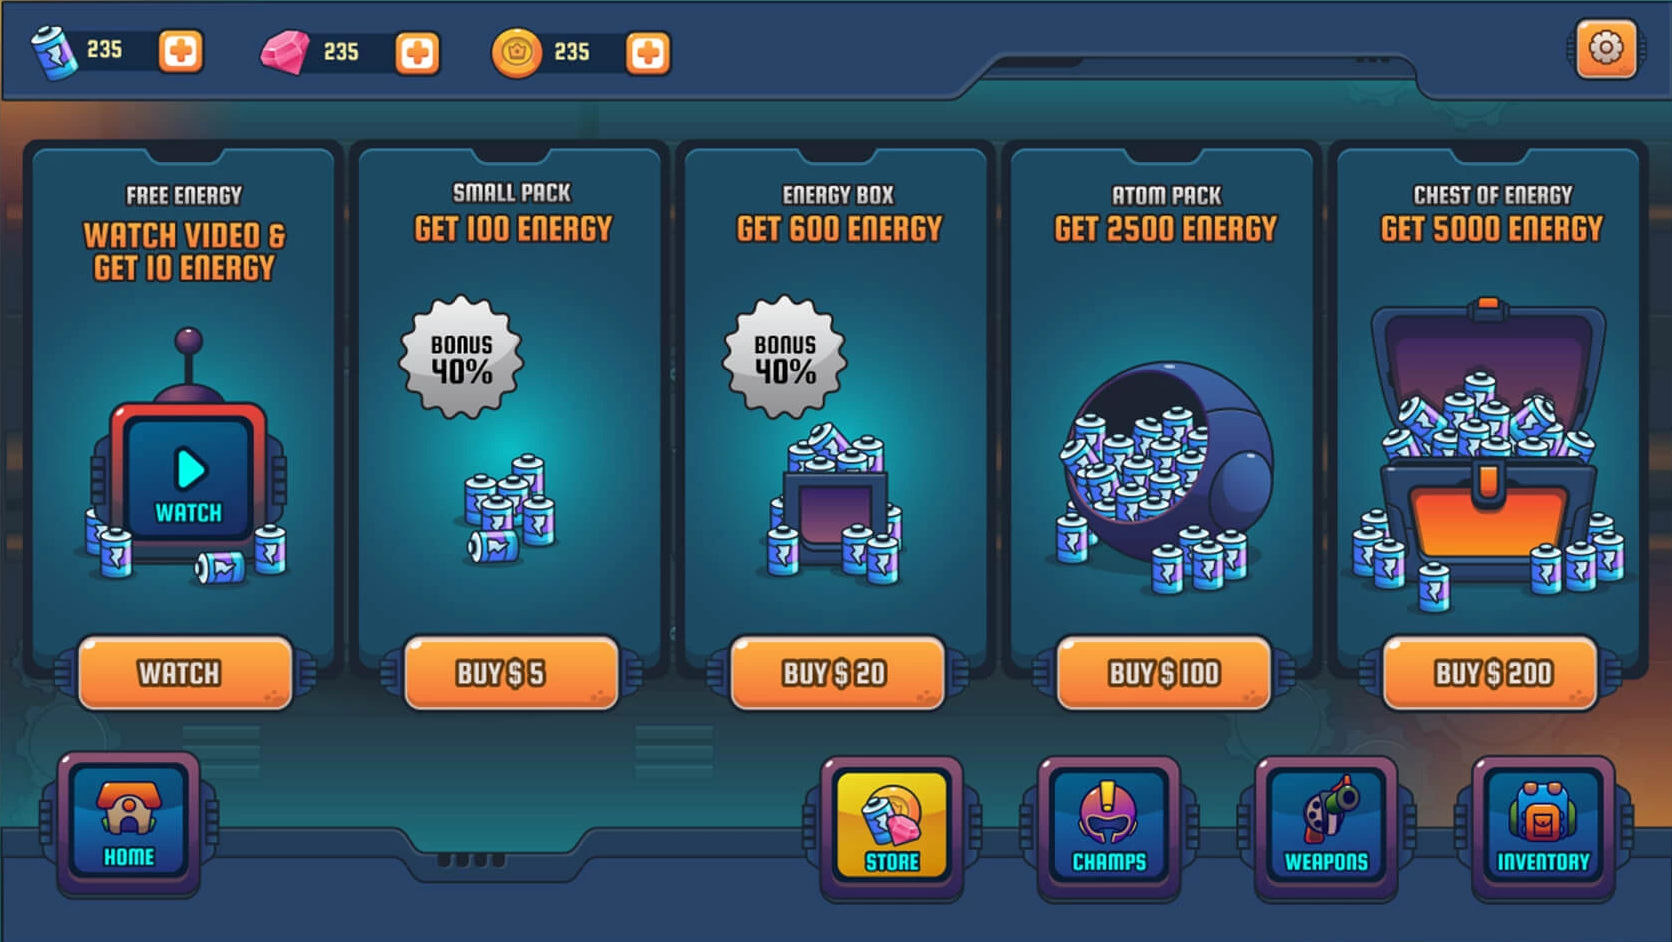 235
235
235
FREE ENERGY
WATCH VIDEO &
GET 10 ENERGY
WATCH
WATCH
SMALL PACK
GET 100 ENERGY
BONUS
40%
BUY $ 5
ENERGY BOX
GET 600 ENERGY
BONUS
40%
BUY $ 20
ATOM PACK
GET 2500 ENERGY
BUY $ 100
CHEST OF ENERGY
GET 5000 ENERGY
BUY $ 200
HOME
STORE
CHAMPS
WEAPONS
INVENTORY